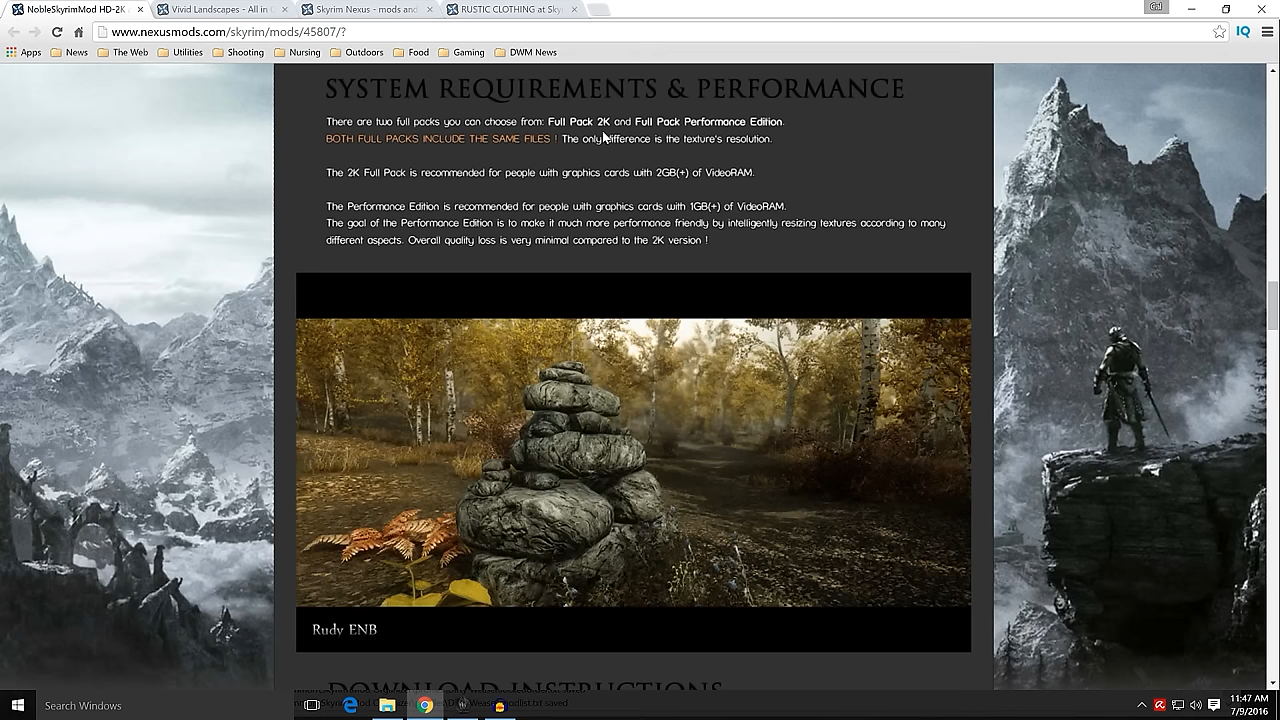 NobleSkyrimMod HD-2K
Vivid Landscapes - All in
Skyrim Nexus - mods and
RUSTIC CLOTHING at Sky
www.nexusmods.com/skyrim/mods/45807/?
IQ
Apps News The Web Utilities Shooting Nursing Outdoors Food Gaming DWM News
SYSTEM REQUIREMENTS & PERFORMANCE
There are two full packs you can choose from: Full Pack 2K and Full Pack Performance Edition.
BOTH FULL PACKS INCLUDE THE SAME FILES ! The only difference is the texture's resolution.
The 2K Full Pack is recommended for people with graphics cards with 2GB(+) of VideoRAM.
The Performance Edition is recommended for people with graphics cards with 1GB(+) of VideoRAM.
The goal of the Performance Edition is to make it much more performance friendly by intelligently resizing textures according to many
different aspects. Overall quality loss is very minimal compared to the 2K version !
Rudy ENB
DOWNLOAD INSTRUCTIONS
Search Windows
modlist.txt saved
11:47 AM
7/9/2016